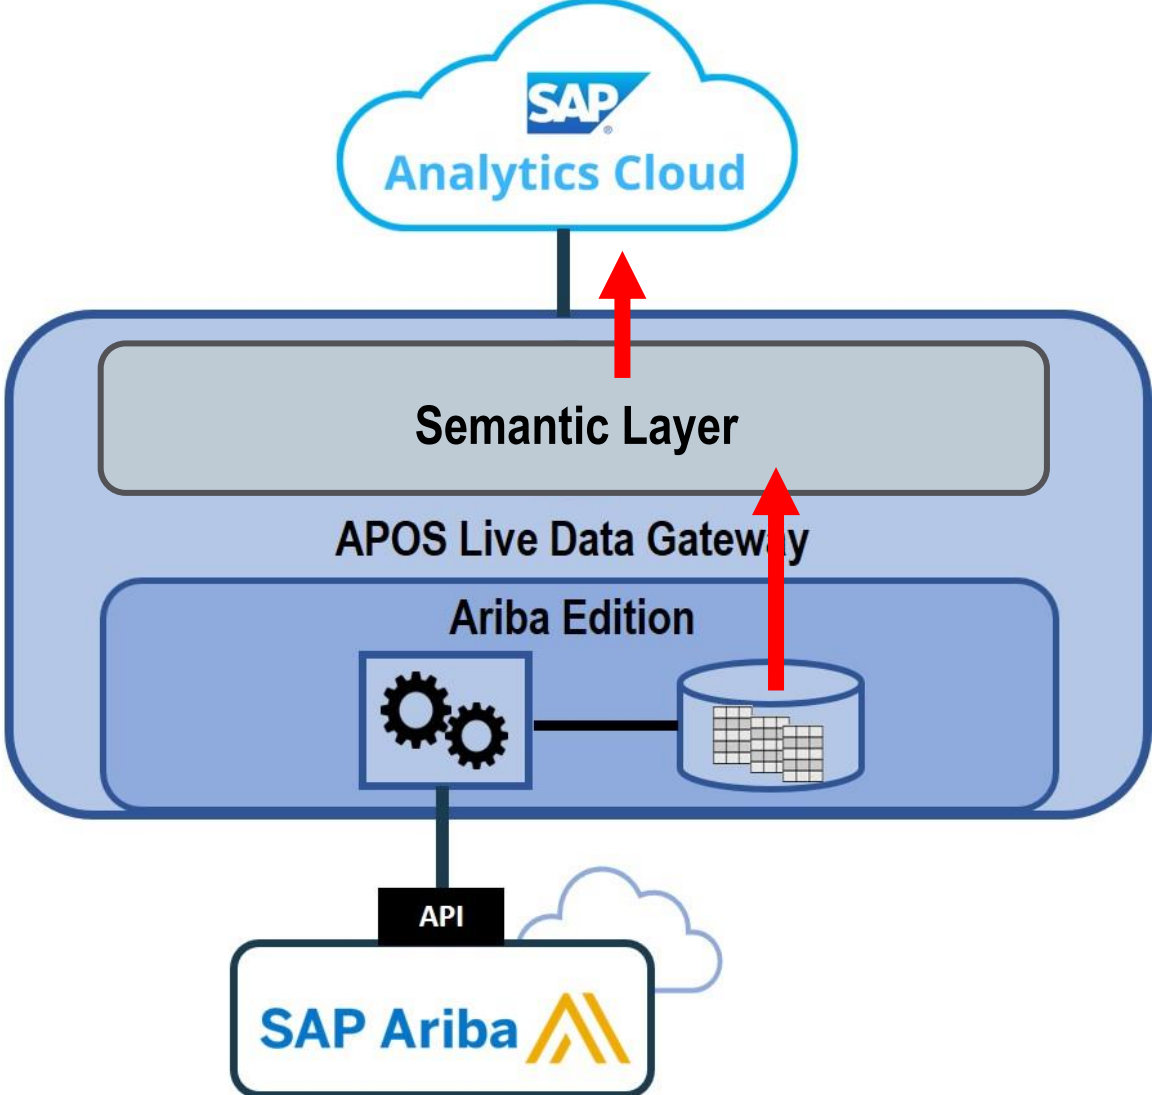 SAP®
Analytics Cloud
Semantic Layer
APOS Live Data Gateway
Ariba Edition
API
SAP Ariba